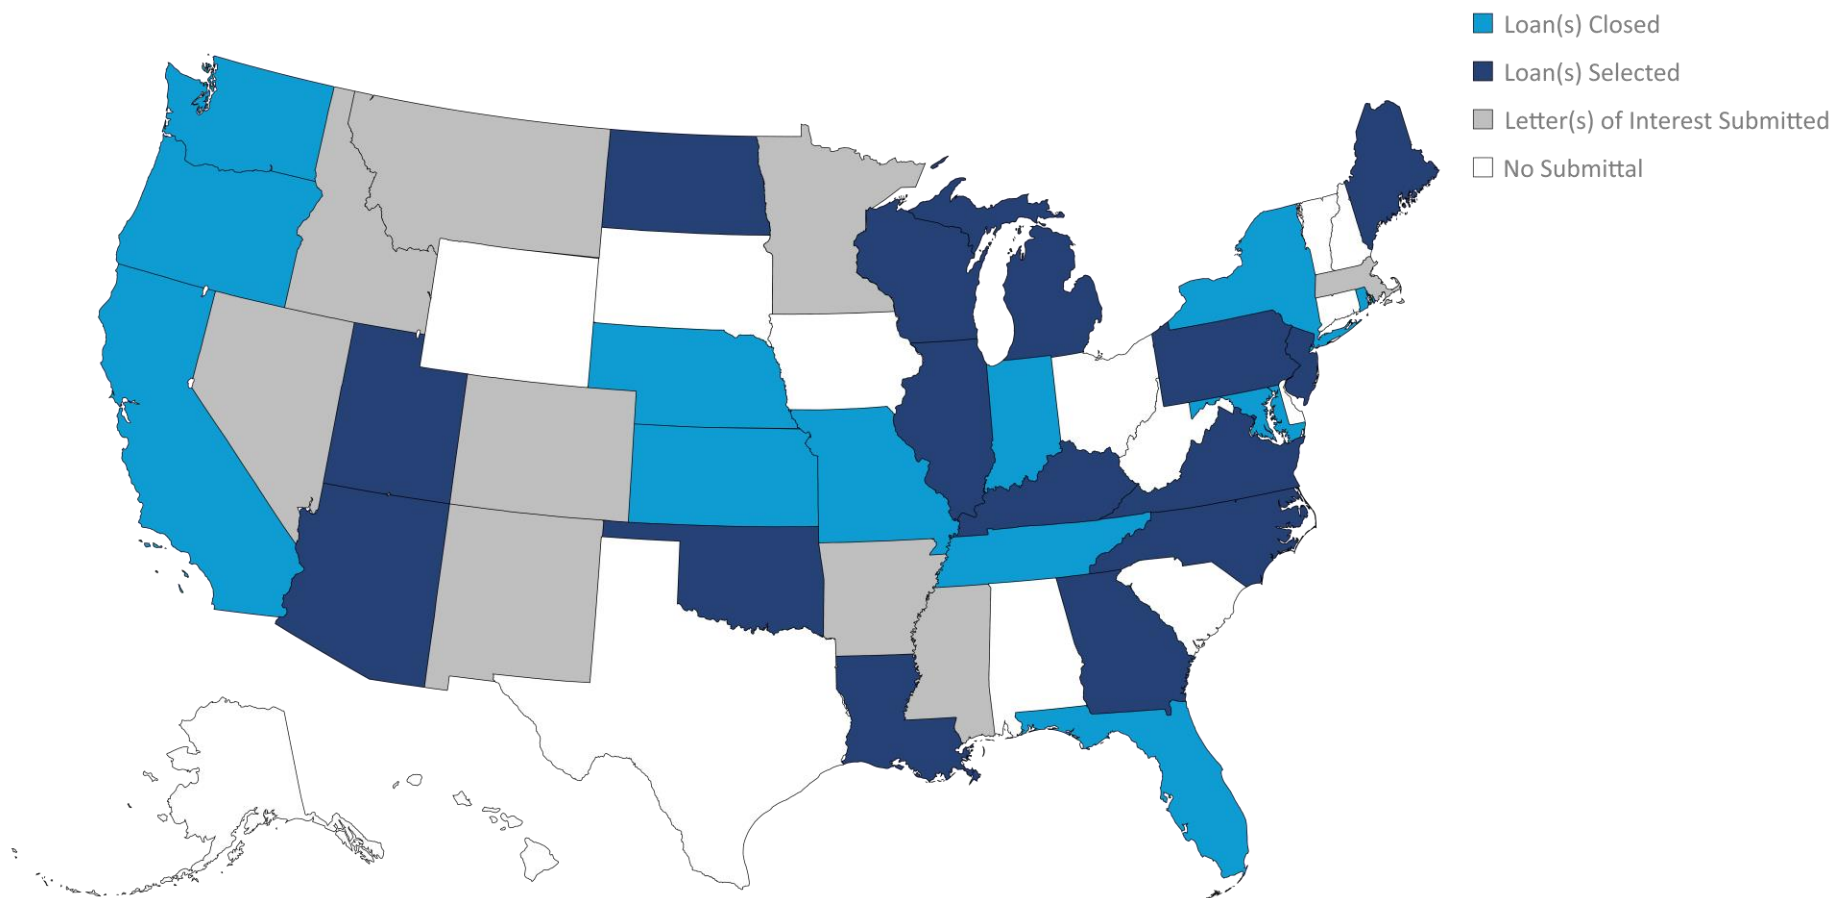 Loan(s) Closed
Loan(s) Selected
Letter(s) of Interest Submitted
No Submittal